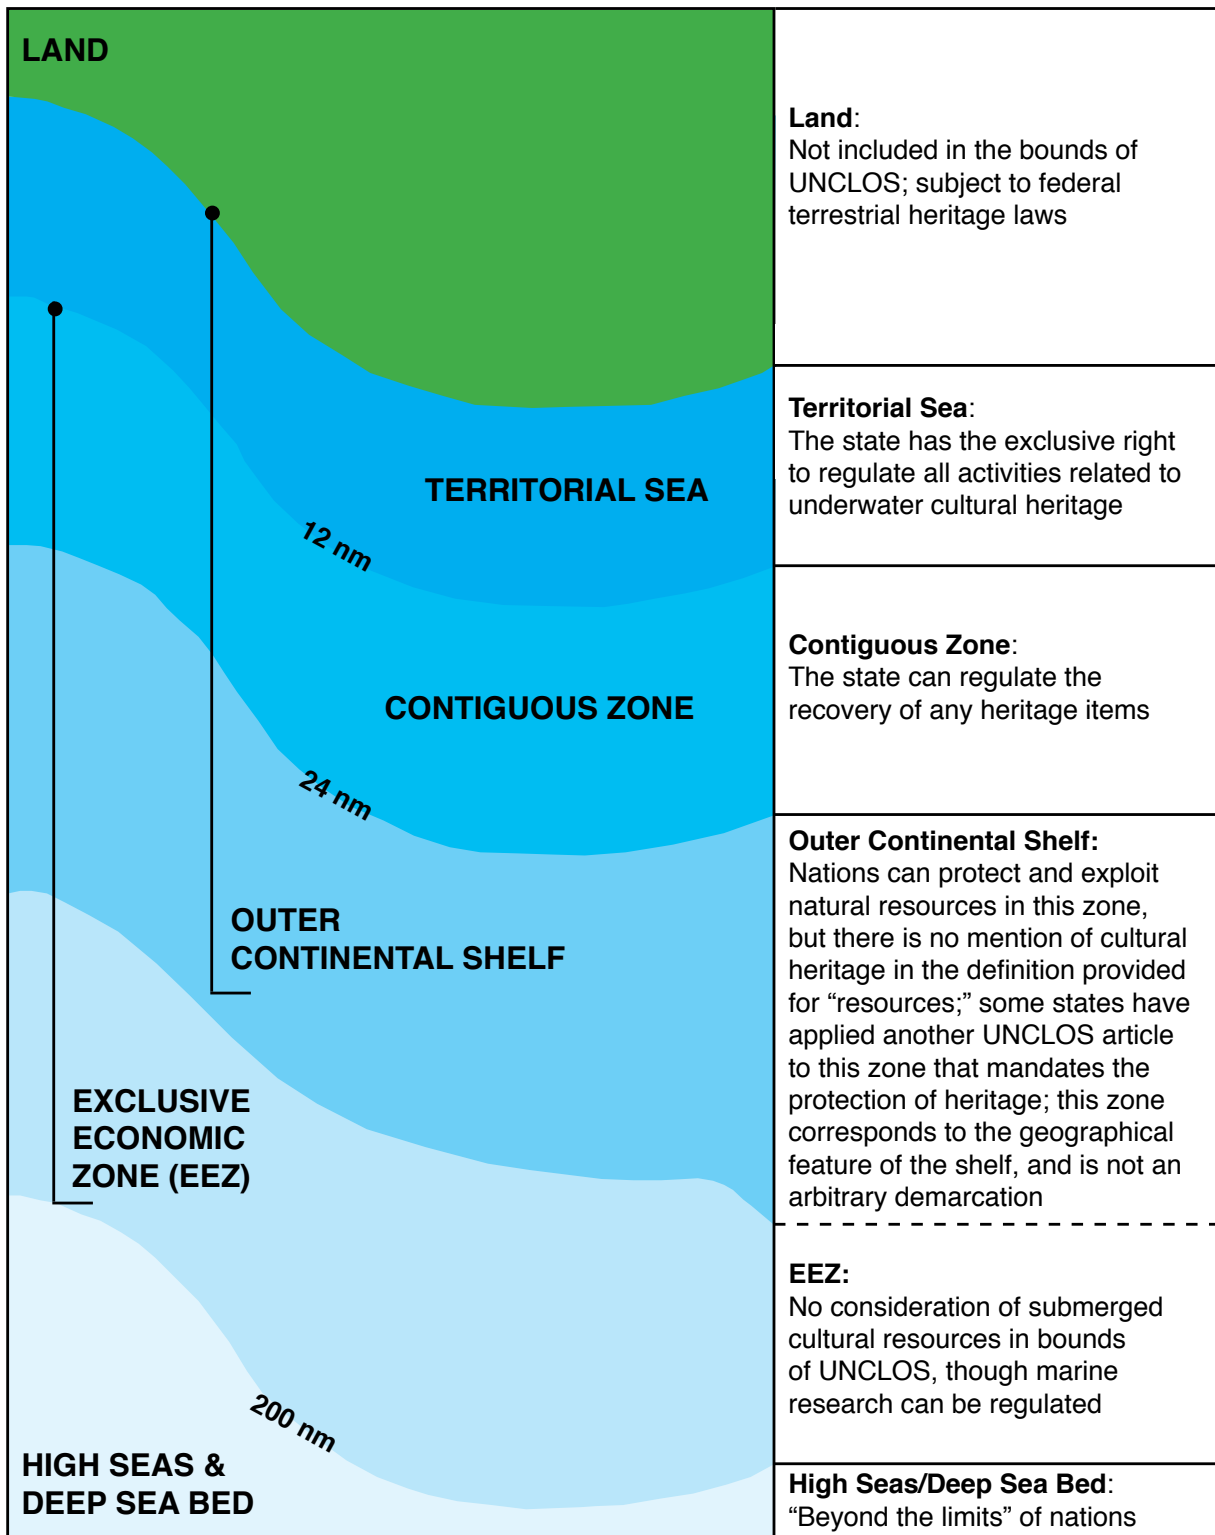 LAND
TERRITORIAL SEA
12 nm
CONTIGUOUS ZONE
24 nm
OUTER
CONTINENTAL SHELF
EXCLUSIVE
ECONOMIC
ZONE (EEZ)
200 nm
HIGH SEAS &
DEEP SEA BED
Land:
Not included in the bounds of
UNCLOS; subject to federal
terrestrial heritage laws
Territorial Sea:
The state has the exclusive right
to regulate all activities related to
underwater cultural heritage
Contiguous Zone:
The state can regulate the
recovery of any heritage items
Outer Continental Shelf:
Nations can protect and exploit
natural resources in this zone,
but there is no mention of cultural
heritage in the definition provided
for “resources;” some states have
applied another UNCLOS article
to this zone that mandates the
protection of heritage; this zone
corresponds to the geographical
feature of the shelf, and is not an
arbitrary demarcation
EEZ:
No consideration of submerged
cultural resources in bounds
of UNCLOS, though marine
research can be regulated
High Seas/Deep Sea Bed:
“Beyond the limits” of nations